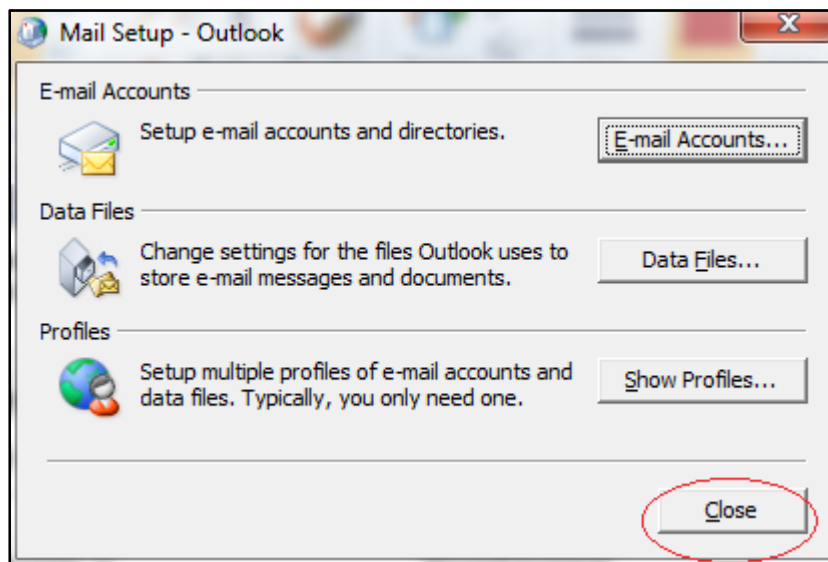 Mail Setup - Outlook
E-mail Accounts
Setup e-mail accounts and directories.
E-mail Accounts...
Data Files
Change settings for the files Outlook uses to
store e-mail messages and documents.
Data Files...
Profiles
Setup multiple profiles of e-mail accounts and
data files. Typically, you only need one.
Show Profiles...
Close